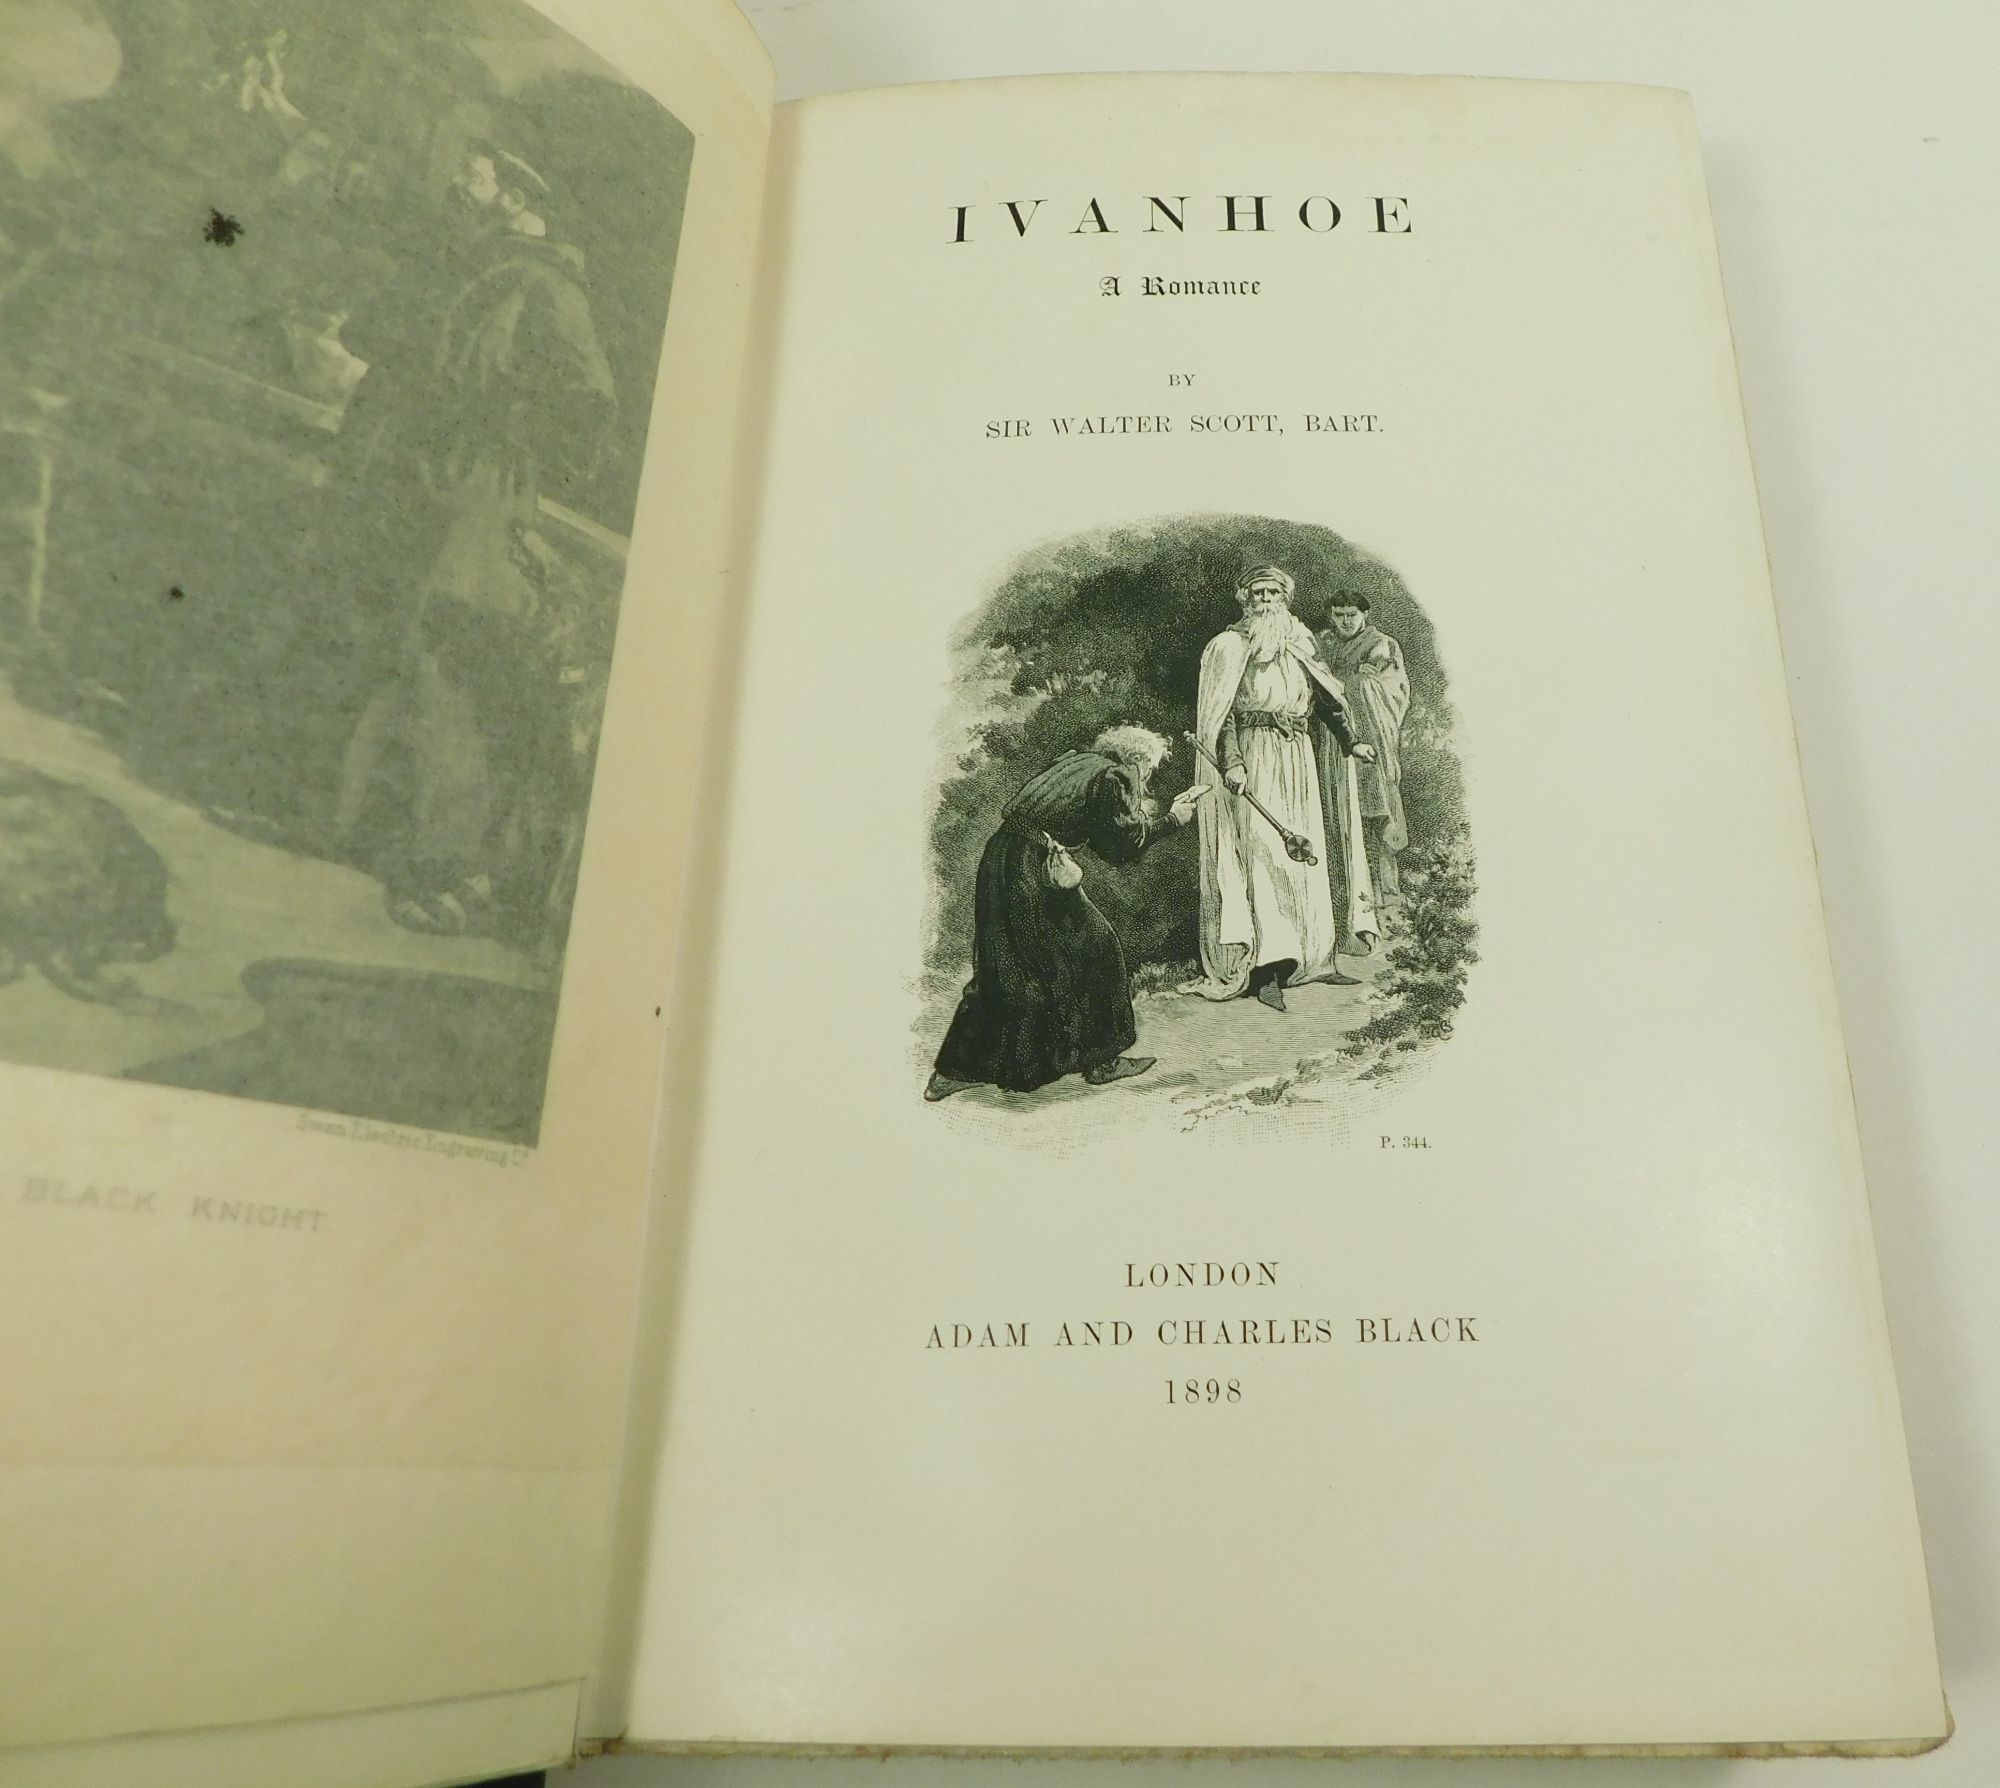 Swan Electric Engraving Co
BLACK KNIGHT.
IVANHOE
A Romance
BY
SIR WALTER SCOTT, BART.
P. 344.
LONDON
ADAM AND CHARLES BLACK
1898